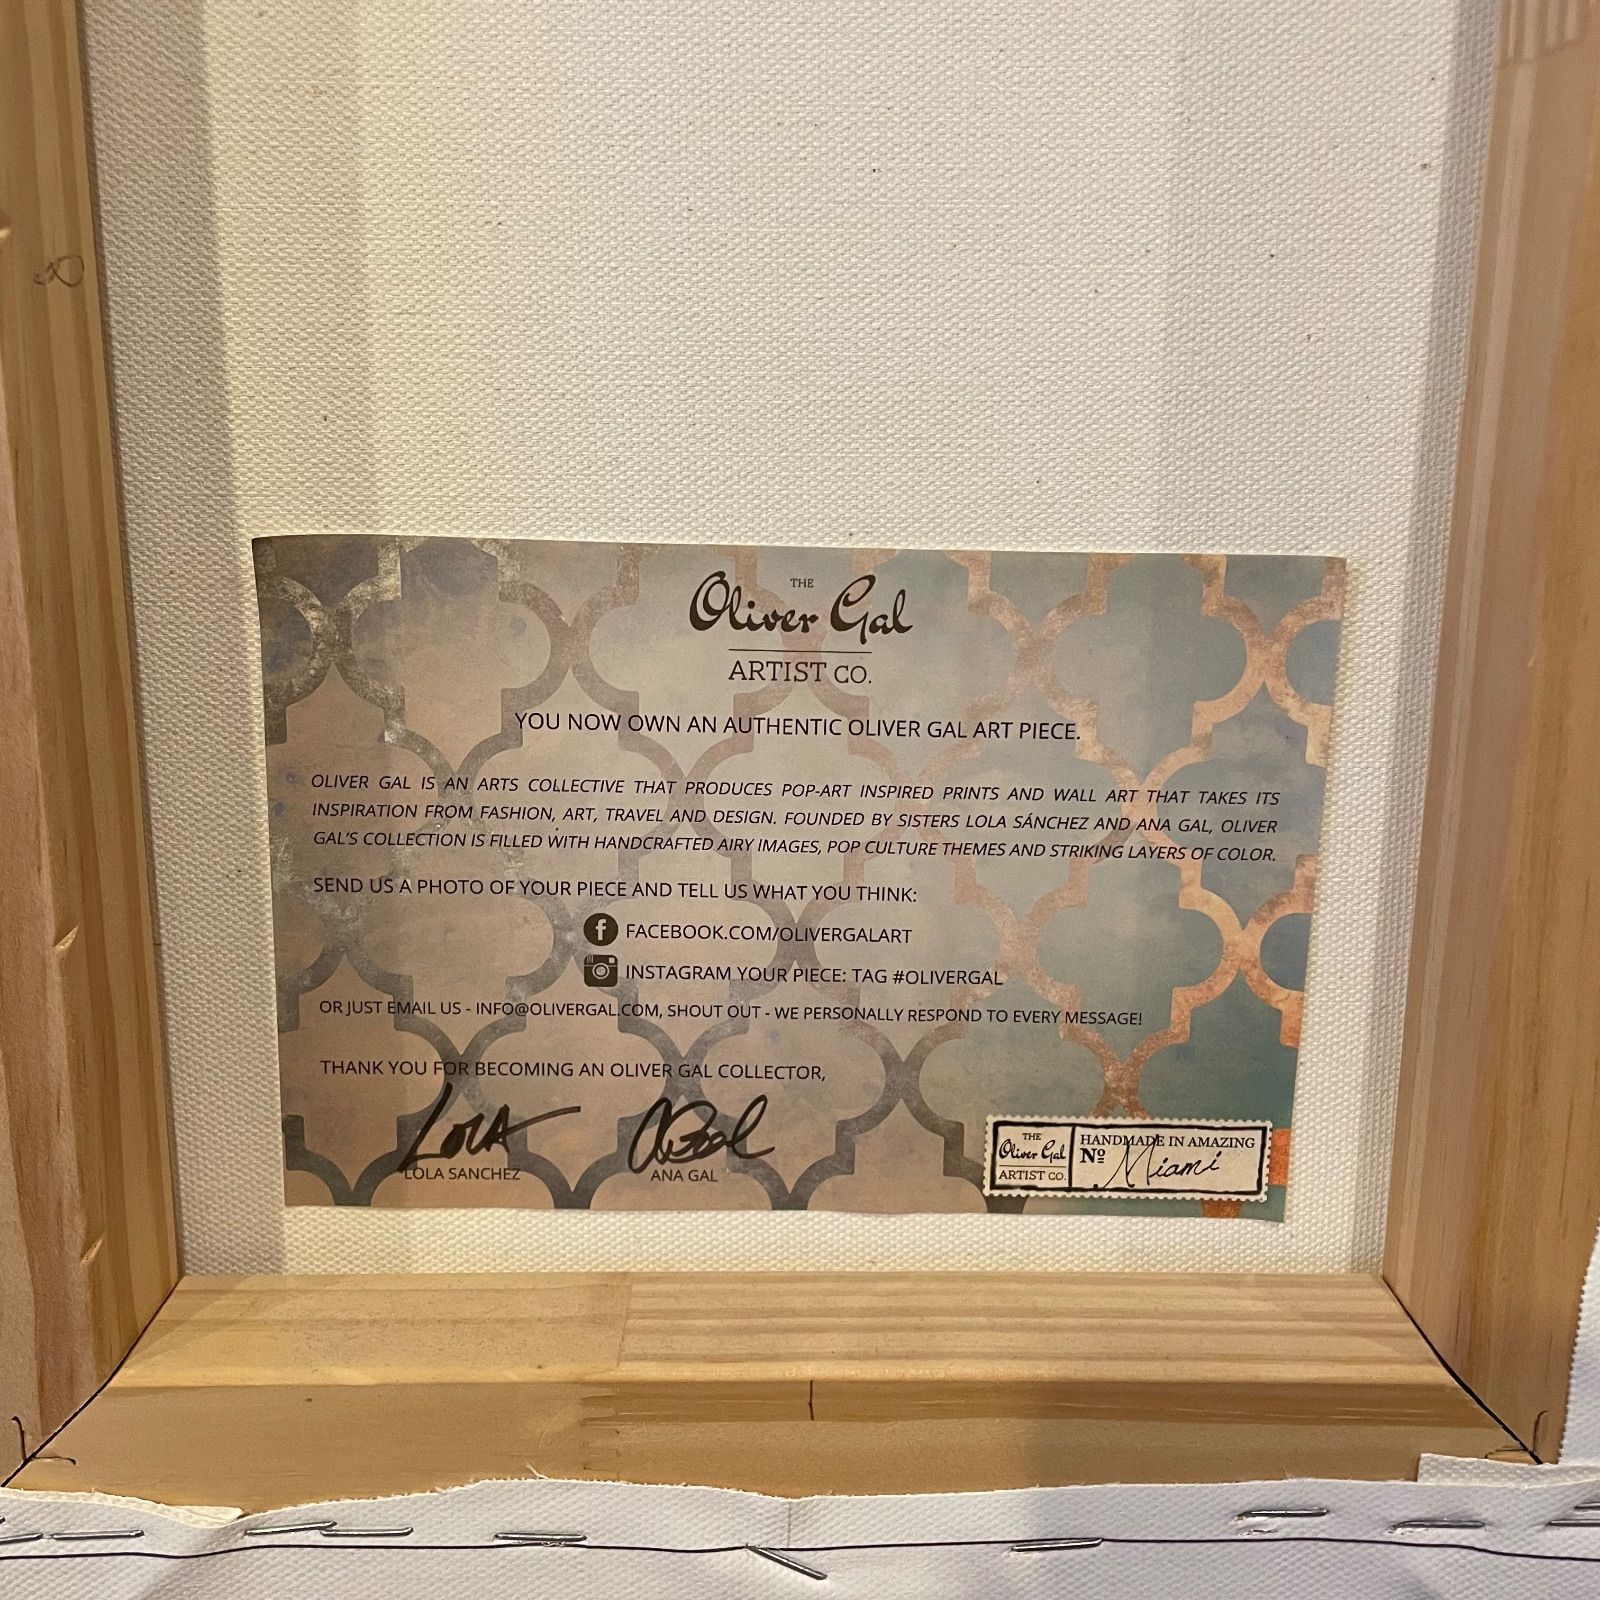 THE
Oliver Gal
ARTIST CO.
YOU NOW OWN AN AUTHENTIC OLIVER GAL ART PIECE.
OLIVER GAL IS AN ARTS COLLECTIVE THAT PRODUCES POP-ART INSPIRED PRINTS AND WALL ART THAT TAKES ITS
INSPIRATION FROM FASHION, ART, TRAVEL AND DESIGN. FOUNDED BY SISTERS LOLA SÁNCHEZ AND ANA GAL, OLIVER
GAL'S COLLECTION IS FILLED WITH HANDCRAFTED AIRY IMAGES, POP CULTURE THEMES AND STRIKING LAYERS OF COLOR.
SEND US A PHOTO OF YOUR PIECE AND TELL US WHAT YOU THINK:
f FACEBOOK.COM/OLIVERGALART
INSTAGRAM YOUR PIECE: TAG #OLIVERGAL
OR JUST EMAIL US - INFO@OLIVERGAL.COM, SHOUT OUT - WE PERSONALLY RESPOND TO EVERY MESSAGE!
THANK YOU FOR BECOMING AN OLIVER GAL COLLECTOR,
LOLA
LOLA SANCHEZ
ANA GAL
THE
Oliver Gal
ARTIST CO.
HANDMADE IN AMAZING
Nº Miami